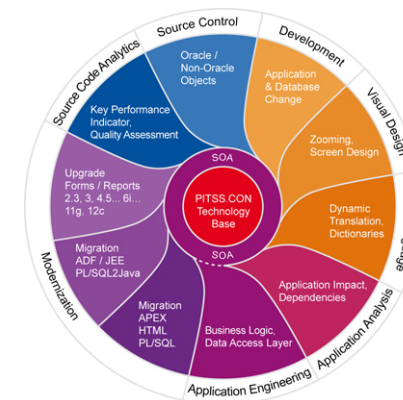 Source Control
Development
Visual Design
Application Analysis
Application Engineering
Modernization
Source Code Analytics
Oracle /
Non-Oracle
Objects
Application
& Database
Change
Zooming,
Screen Design
Dynamic
Translation,
Dictionaries
Application Impact,
Dependencies
Business Logic,
Data Access Layer
Migration
APEX
HTML
PL/SQL
Migration
ADF / JEE
PL/SQL2Java
Upgrade
Forms / Reports
2.3, 3, 4.5... 6i...
11g, 12c
Key Performance
Indicator,
Quality Assessment
SOA
PITSS.CON
Technology
Base
SOA